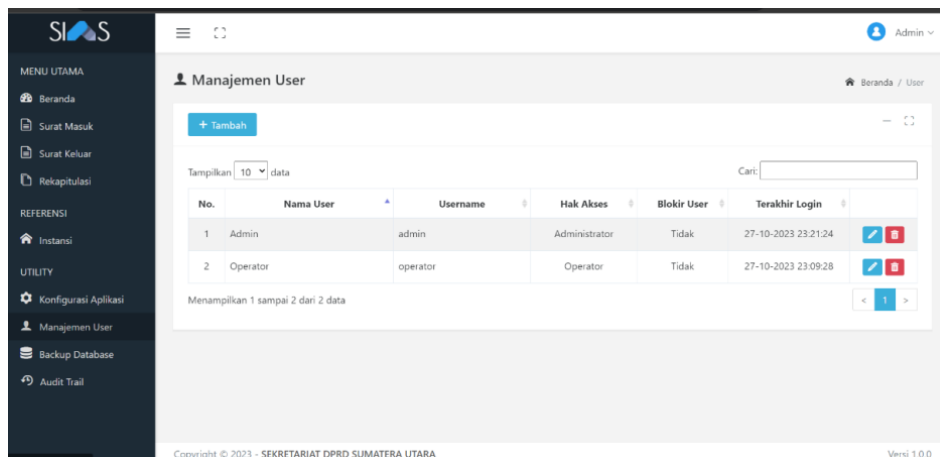 SIMS
Admin
MENU UTAMA
Beranda
Surat Masuk
Surat Keluar
Rekapitulasi
REFERENSI
Instansi
UTILITY
Konfigurasi Aplikasi
Manajemen User
Backup Database
Audit Trail
Manajemen User
Beranda / User
+ Tambah
Tampilkan 10 data
Cari:
No. Nama User Username Hak Akses Blokir User Terakhir Login
1 Admin admin Administrator Tidak 27-10-2023 23:21:24
2 Operator operator Operator Tidak 27-10-2023 23:09:28
Menampilkan 1 sampai 2 dari 2 data
< 1 >
Copyright © 2023 - SEKRETARIAT DPRD SUMATERA UTARA
Versi 1.0.0